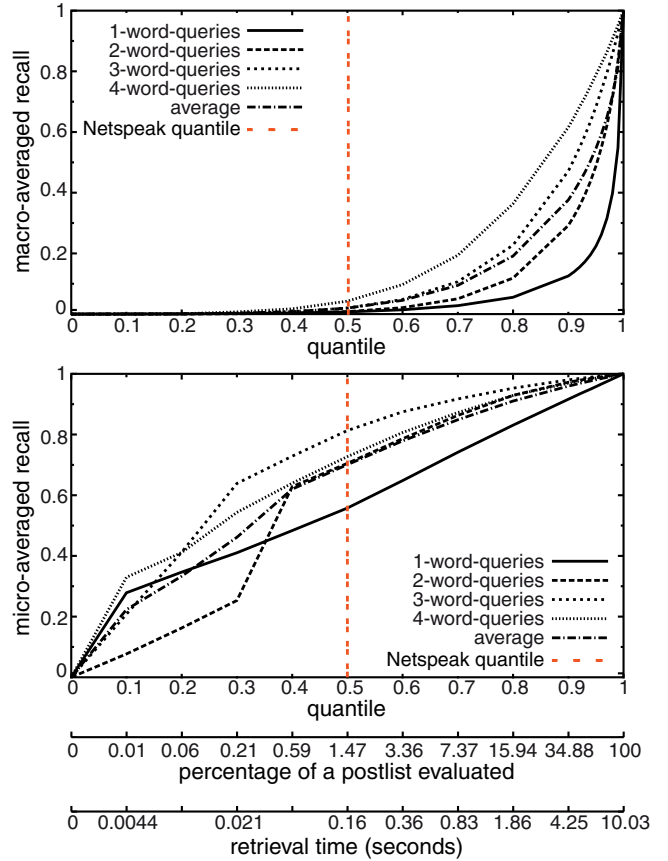 1
0.8
0.6
0.4
0.2
0
macro-averaged recall
1-word-queries
2-word-queries
3-word-queries
4-word-queries
average
Netspeak quantile
0 0.1 0.2 0.3 0.4 0.5 0.6 0.7 0.8 0.9 1
quantile
1
0.8
0.6
0.4
0.2
0
micro-averaged recall
1-word-queries
2-word-queries
3-word-queries
4-word-queries
average
Netspeak quantile
0 0.1 0.2 0.3 0.4 0.5 0.6 0.7 0.8 0.9 1
quantile
0 0.01 0.06 0.21 0.59 1.47 3.36 7.37 15.94 34.88 100
percentage of a postlist evaluated
0 0.0044 0.021 0.16 0.36 0.83 1.86 4.25 10.03
retrieval time (seconds)